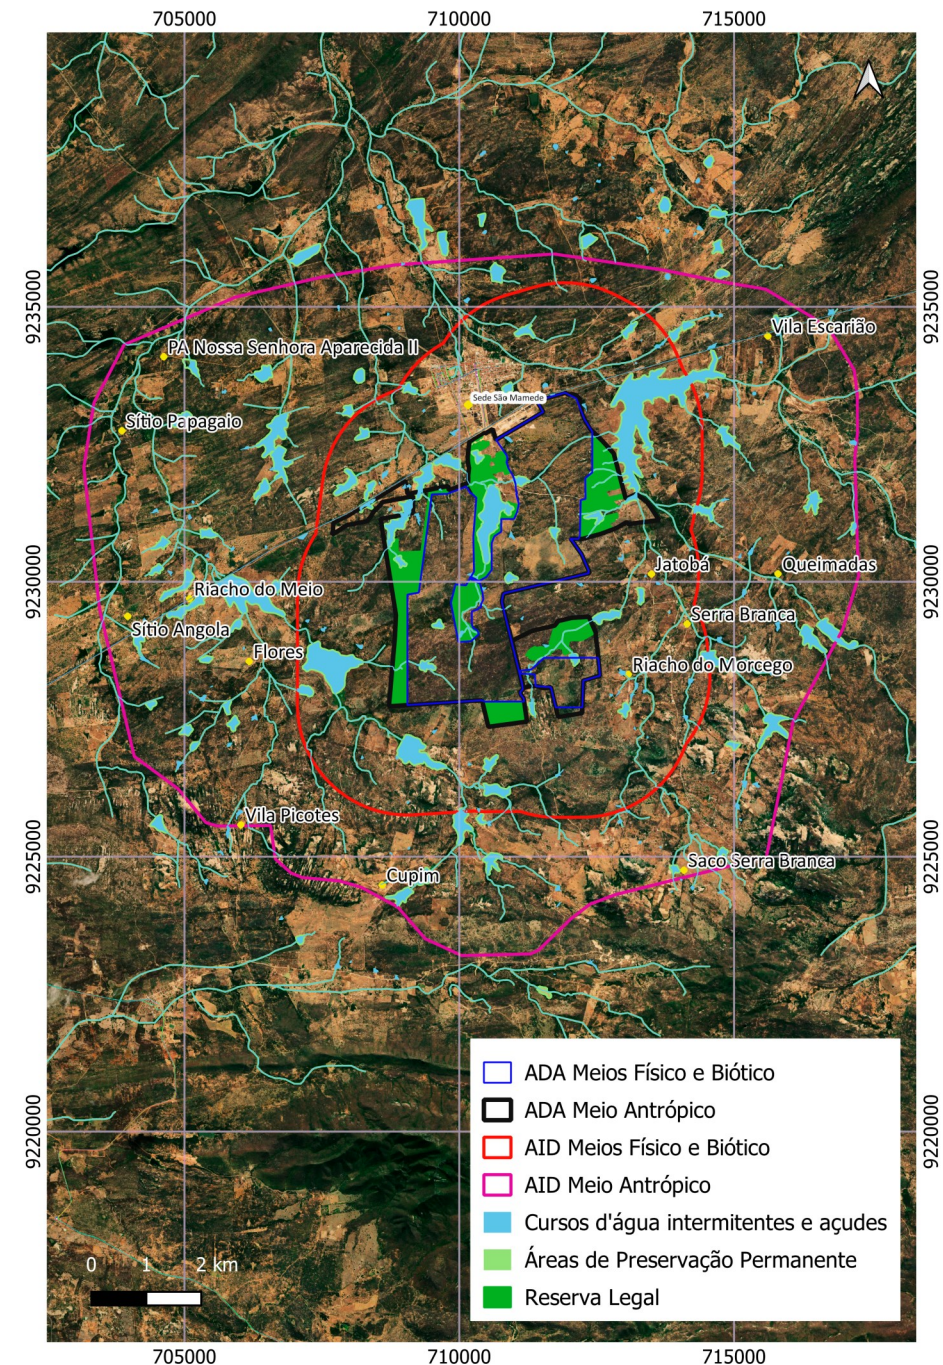 705000 710000 715000
9235000 9235000
Vila Escarião
PA Nossa Senhora Aparecida II
Sede São Mamede
Sítio Papagaio
9230000 9230000
Jatobá
Queimadas
Riacho do Meio
Serra Branca
Sítio Angola
Flores
Riacho do Morcego
Vila Picotes
9225000 9225000
Saco Serra Branca
Cupim
ADA Meios Físico e Biótico
ADA Meio Antrópico
AID Meios Físico e Biótico
AID Meio Antrópico
Cursos d'água intermitentes e açudes
Áreas de Preservação Permanente
Reserva Legal
9220000 9220000
0 1 2 km
705000 710000 715000